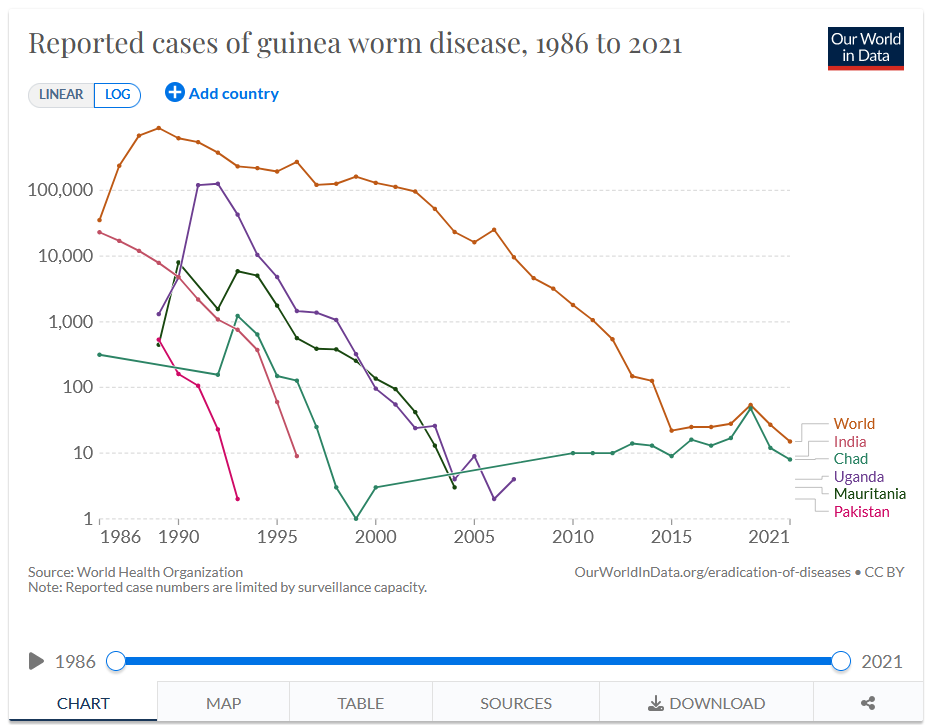 Reported cases of guinea worm disease, 1986 to 2021
Our World
in Data
LINEAR LOG Add country
100,000
10,000
1,000
100
10
1
World
India
Chad
Uganda
Mauritania
Pakistan
1986 1990 1995 2000 2005 2010 2015 2021
Source: World Health Organization
Note: Reported case numbers are limited by surveillance capacity.
OurWorldInData.org/eradication-of-diseases • CC BY
1986 2021
CHART MAP TABLE SOURCES DOWNLOAD